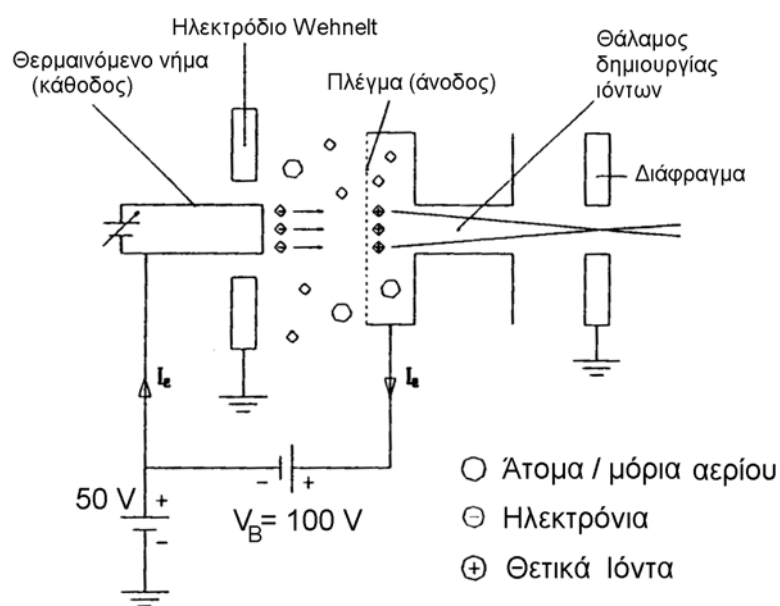 Ηλεκτρόδιο Wehnelt
Θερμαινόμενο νήμα
(κάθοδος)
Πλέγμα (άνοδος)
Θάλαμος
δημιουργίας
ιόντων
Διάφραγμα
Ie
Ie
50 V
+
-
- +
V_B = 100 V
Άτομα / μόρια αερίου
Ηλεκτρόνια
Θετικά Ιόντα